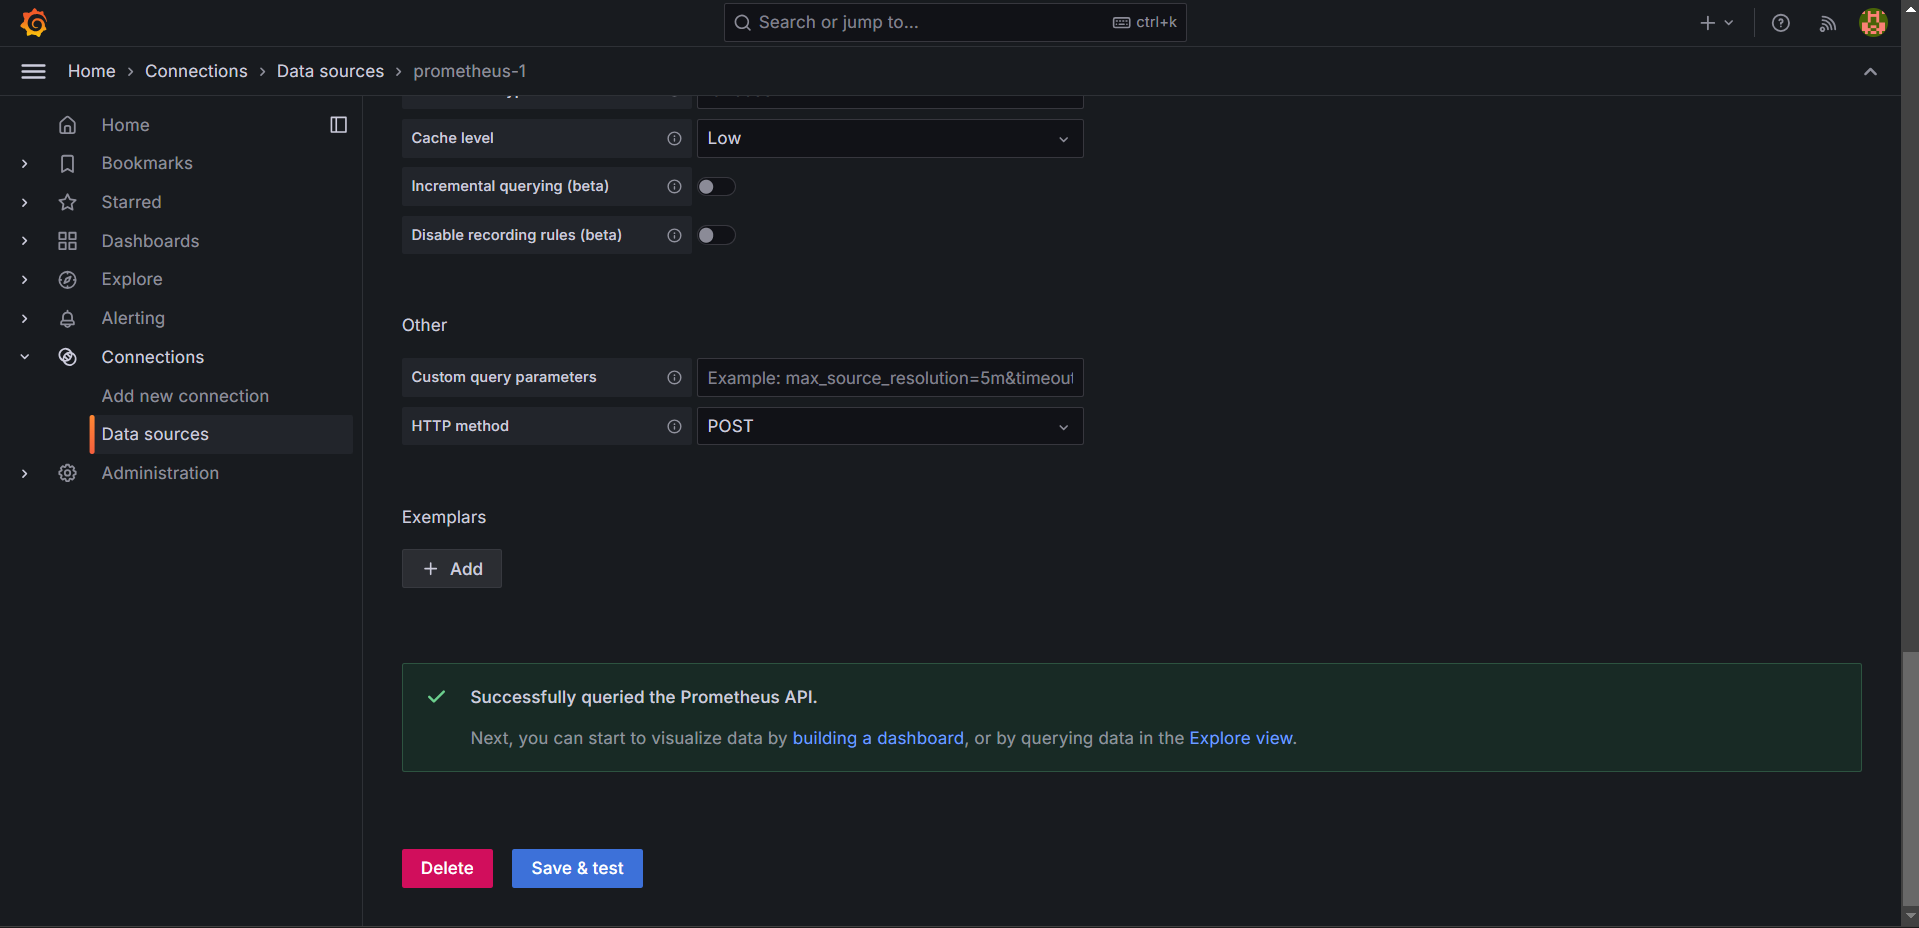 Search or jump to...
ctrl+k
Home
Connections
Data sources
prometheus-1
Home
Bookmarks
Starred
Dashboards
Explore
Alerting
Connections
Add new connection
Data sources
Administration
Cache level
Low
Incremental querying (beta)
Disable recording rules (beta)
Other
Custom query parameters
Example: max_source_resolution=5m&timeout
HTTP method
POST
Exemplars
Add
Successfully queried the Prometheus API.
Next, you can start to visualize data by building a dashboard, or by querying data in the Explore view.
Delete
Save & test